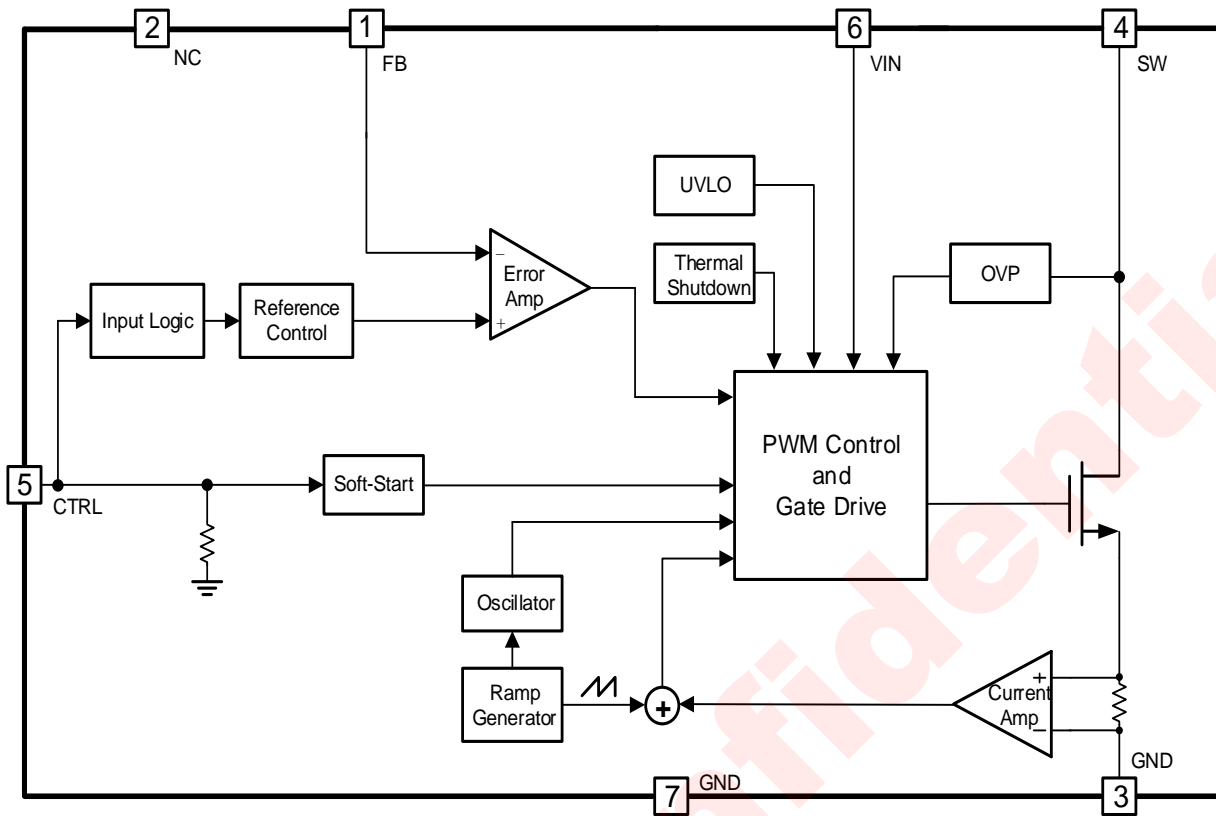 2
1
6
4
NC
FB
VIN
SW
UVLO
Thermal
Shutdown
OVP
−
Error
Amp
+
Input Logic
Reference
Control
PWM Control
and
Gate Drive
5
CTRL
Soft-Start
Oscillator
Ramp
Generator
+
+
Current
Amp
−
GND
7
GND
3
nfidentia